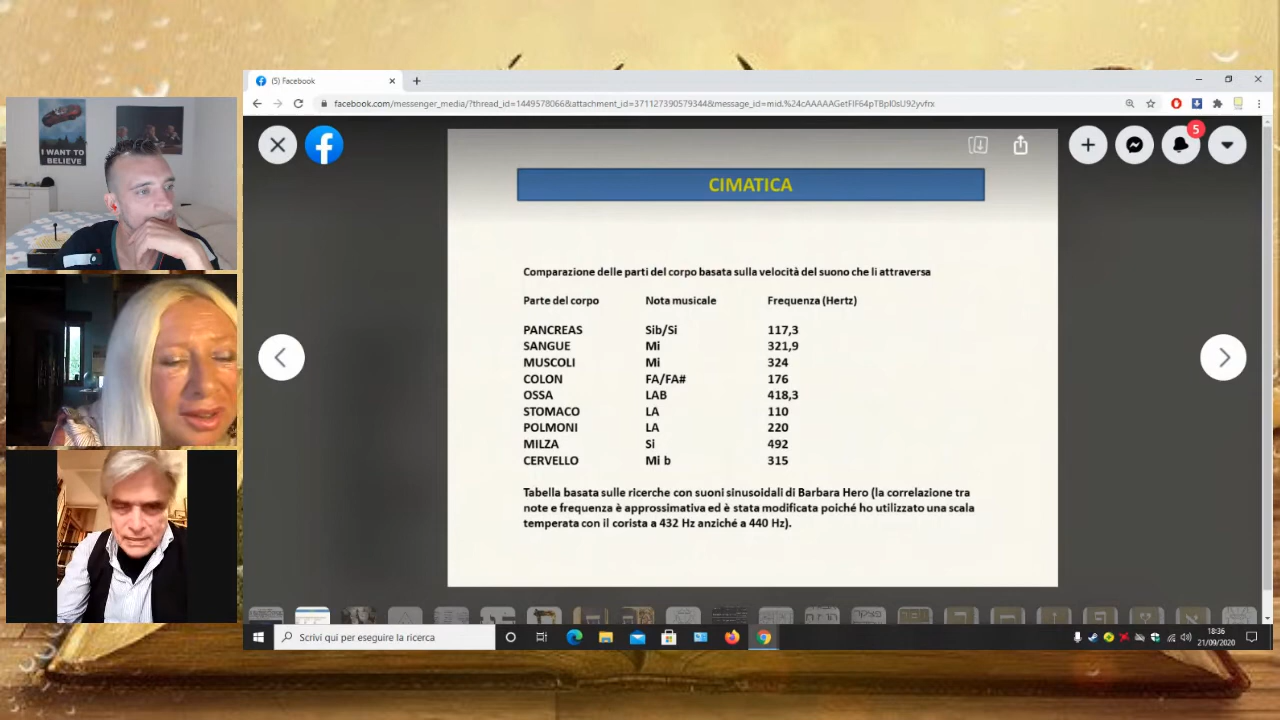 (5) Facebook
facebook.com/messenger_media/?thread_id=1449578066&attachment_id=371127390579344&message_id=mid.%24cAAAAAGetFIF64pTBpI0sU92yvfrx
5
I WANT TO
BELIEVE
CIMATICA
Comparazione delle parti del corpo basata sulla velocità del suono che li attraversa
Parte del corpo Nota musicale Frequenza (Hertz)
PANCREAS Sib/Si 117,3
SANGUE Mi 321,9
MUSCOLI Mi 324
COLON FA/FA# 176
OSSA LAB 418,3
STOMACO LA 110
POLMONI LA 220
MILZA Si 492
CERVELLO Mi b 315
Tabella basata sulle ricerche con suoni sinusoidali di Barbara Hero (la correlazione tra
note e frequenza è approssimativa ed è stata modificata poiché ho utilizzato una scala
temperata con il corista a 432 Hz anziché a 440 Hz).
Scrivi qui per eseguire la ricerca
18:36
21/09/2020